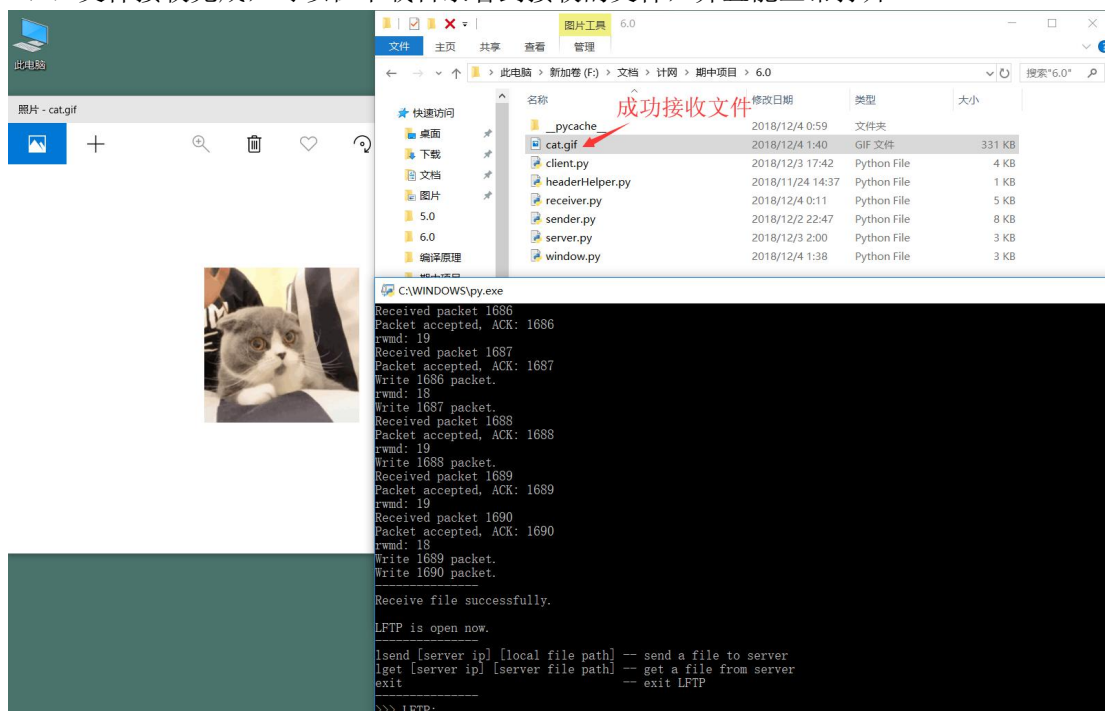 图片工具 6.0
文件 主页 共享 查看 管理
此电脑
此电脑 > 新加卷 (F:) > 文档 > 计网 > 期中项目 > 6.0
搜索"6.0"
照片 - cat.gif
名称 修改日期 类型 大小
成功接收文件
快速访问
桌面
下载
文档
图片
5.0
6.0
编译原理
__pycache__ 2018/12/4 0:59 文件夹
cat.gif 2018/12/4 1:40 GIF 文件 331 KB
client.py 2018/12/3 17:42 Python File 4 KB
headerHelper.py 2018/11/24 14:37 Python File 1 KB
receiver.py 2018/12/4 0:11 Python File 5 KB
sender.py 2018/12/2 22:47 Python File 8 KB
server.py 2018/12/3 2:00 Python File 3 KB
window.py 2018/12/4 1:38 Python File 3 KB
C:\WINDOWS\py.exe
Received packet 1686
Packet accepted, ACK: 1686
rwmd: 19
Received packet 1687
Packet accepted, ACK: 1687
Write 1686 packet.
rwmd: 18
Write 1687 packet.
Received packet 1688
Packet accepted, ACK: 1688
rwmd: 19
Write 1688 packet.
Received packet 1689
Packet accepted, ACK: 1689
rwmd: 19
Received packet 1690
Packet accepted, ACK: 1690
rwmd: 18
Write 1689 packet.
Write 1690 packet.
---------------
Receive file successfully.
LFTP is open now.
---------------
lsend [server ip] [local file path] -- send a file to server
lget [server ip] [server file path] -- get a file from server
exit -- exit LFTP
---------------
>>> LFTP: